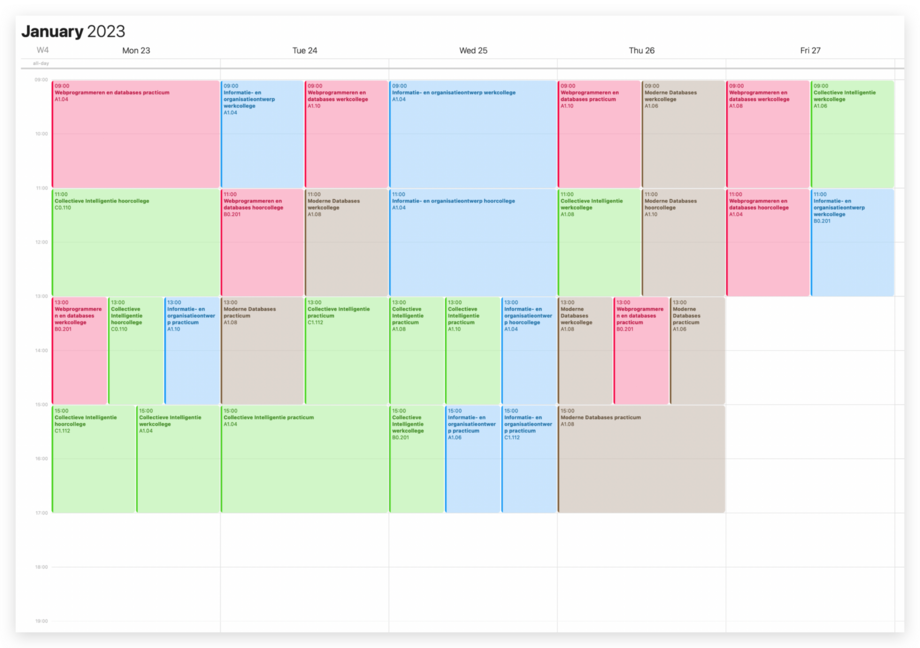 January 2023
W4
Mon 23
Tue 24
Wed 25
Thu 26
Fri 27
all-day
09:00
09:00
Webprogrammeren en databases practicum
A1.04
09:00
Informatie- en
organisatieontwerp
werkcollege
A1.04
09:00
Webprogrammeren en
databases werkcollege
A1.10
09:00
Informatie- en organisatieontwerp werkcollege
A1.04
09:00
Webprogrammeren en
databases practicum
A1.10
09:00
Moderne Databases
werkcollege
A1.06
09:00
Webprogrammeren en
databases werkcollege
A1.08
09:00
Collectieve Intelligentie
werkcollege
A1.06
10:00
11:00
11:00
Collectieve Intelligentie hoorcollege
C0.110
11:00
Webprogrammeren en
databases hoorcollege
B0.201
11:00
Moderne Databases
werkcollege
A1.08
11:00
Informatie- en organisatieontwerp hoorcollege
A1.04
11:00
Collectieve Intelligentie
werkcollege
A1.08
11:00
Moderne Databases
hoorcollege
A1.10
11:00
Webprogrammeren en
databases hoorcollege
A1.04
11:00
Informatie- en
organisatieontwerp
werkcollege
B0.201
12:00
13:00
13:00
Webprogrammere
n en databases
werkcollege
B0.201
13:00
Collectieve
Intelligentie
hoorcollege
C0.110
13:00
Informatie- en
organisatieontwer
p practicum
A1.10
13:00
Moderne Databases
practicum
A1.06
13:00
Collectieve Intelligentie
practicum
C1.112
13:00
Collectieve
Intelligentie
practicum
A1.08
13:00
Collectieve
Intelligentie
practicum
A1.10
13:00
Informatie- en
organisatieontwer
p hoorcollege
A1.04
13:00
Moderne
Databases
werkcollege
A1.08
13:00
Webprogrammere
n en databases
practicum
B0.201
13:00
Moderne
Databases
practicum
A1.06
14:00
15:00
15:00
Collectieve Intelligentie
hoorcollege
C1.112
15:00
Collectieve Intelligentie
werkcollege
A1.04
15:00
Collectieve Intelligentie practicum
A1.04
15:00
Collectieve
Intelligentie
werkcollege
B0.201
15:00
Informatie- en
organisatieontwer
p practicum
A1.06
15:00
Informatie- en
organisatieontwer
p practicum
C1.112
15:00
Moderne Databases practicum
A1.08
16:00
17:00
18:00
19:00